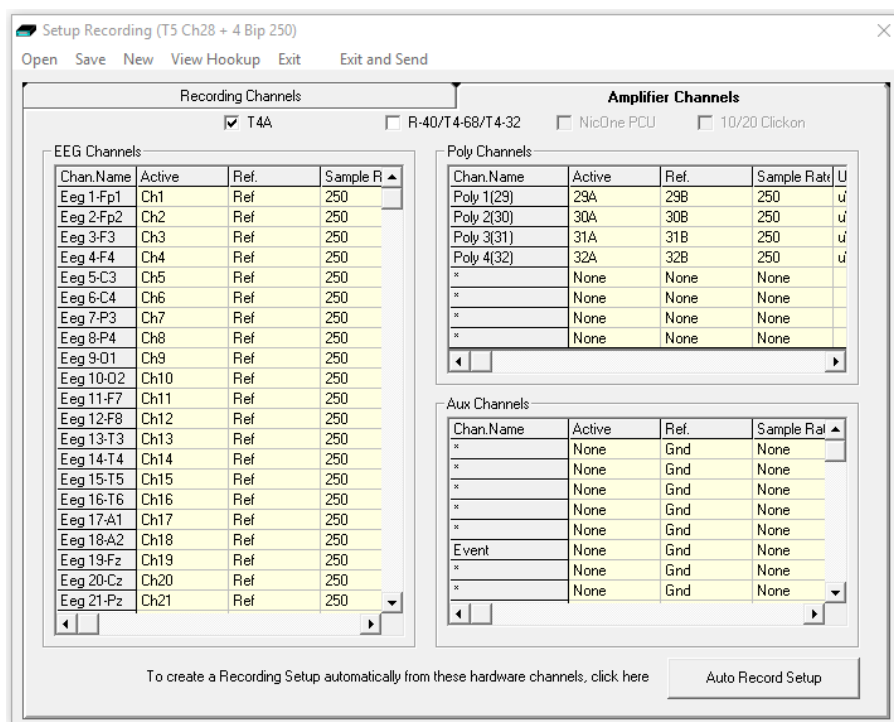 Setup Recording (T5 Ch28 + 4 Bip 250)
Open Save New View Hookup Exit Exit and Send
Recording Channels Amplifier Channels
T4A R-40/T4-68/T4-32 NicOne PCU 10/20 Clickon
EEG Channels
Chan.Name Active Ref. Sample R
Eeg 1-Fp1 Ch1 Ref 250
Eeg 2-Fp2 Ch2 Ref 250
Eeg 3-F3 Ch3 Ref 250
Eeg 4-F4 Ch4 Ref 250
Eeg 5-C3 Ch5 Ref 250
Eeg 6-C4 Ch6 Ref 250
Eeg 7-P3 Ch7 Ref 250
Eeg 8-P4 Ch8 Ref 250
Eeg 9-O1 Ch9 Ref 250
Eeg 10-O2 Ch10 Ref 250
Eeg 11-F7 Ch11 Ref 250
Eeg 12-F8 Ch12 Ref 250
Eeg 13-T3 Ch13 Ref 250
Eeg 14-T4 Ch14 Ref 250
Eeg 15-T5 Ch15 Ref 250
Eeg 16-T6 Ch16 Ref 250
Eeg 17-A1 Ch17 Ref 250
Eeg 18-A2 Ch18 Ref 250
Eeg 19-Fz Ch19 Ref 250
Eeg 20-Cz Ch20 Ref 250
Eeg 21-Pz Ch21 Ref 250
Poly Channels
Chan.Name Active Ref. Sample Rate U
Poly 1(29) 29A 29B 250 u
Poly 2(30) 30A 30B 250 u
Poly 3(31) 31A 31B 250 u
Poly 4(32) 32A 32B 250 u
* None None None
* None None None
* None None None
* None None None
Aux Channels
Chan.Name Active Ref. Sample Rat
* None Gnd None
* None Gnd None
* None Gnd None
* None Gnd None
* None Gnd None
Event None Gnd None
* None Gnd None
* None Gnd None
To create a Recording Setup automatically from these hardware channels, click here Auto Record Setup